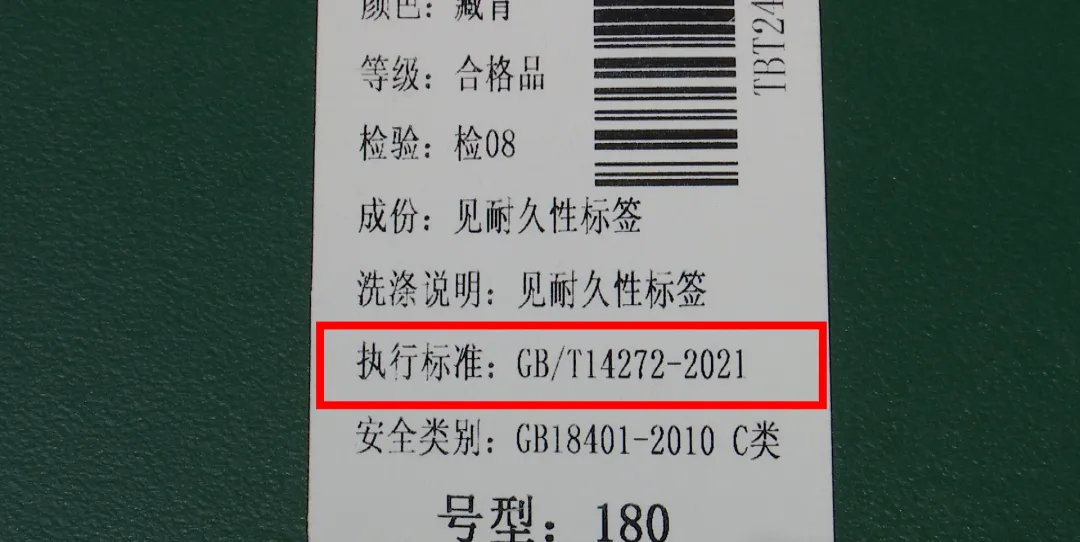 颜色：藏青
等级：合格品
检验：检08
成份：见耐久性标签
洗涤说明：见耐久性标签
执行标准：GB/T14272-2021
安全类别：GB18401-2010 C类
号型：180
TBT24